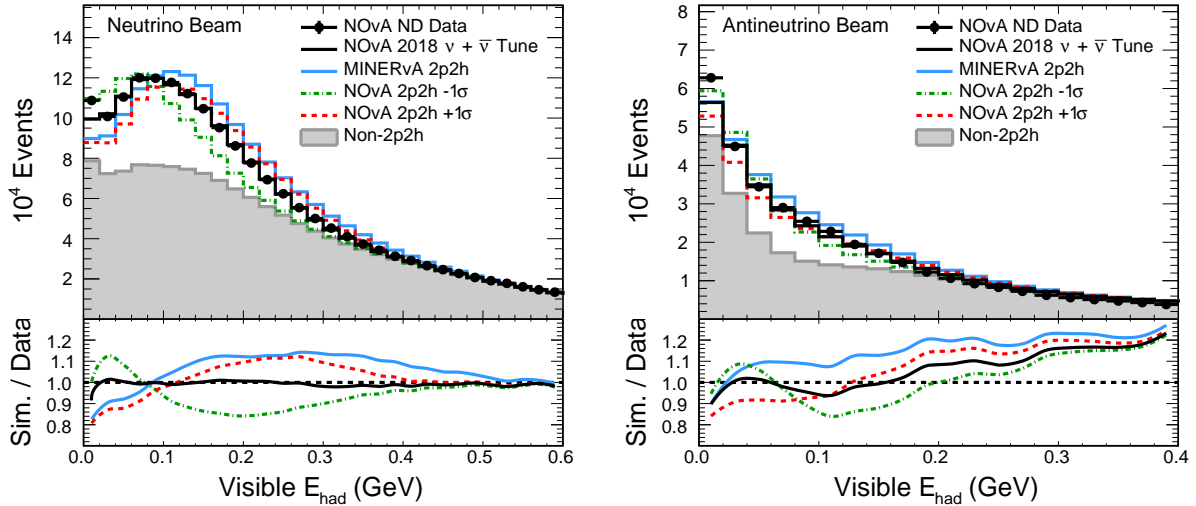 Neutrino Beam
NOvA ND Data
NOvA 2018 ν + ν̅ Tune
MINERvA 2p2h
NOvA 2p2h -1σ
NOvA 2p2h +1σ
Non-2p2h
10⁴ Events
14
12
10
8
6
4
2
Sim. / Data
1.2
1.1
1.0
0.9
0.8
0.0 0.1 0.2 0.3 0.4 0.5 0.6
Visible E_had (GeV)
Antineutrino Beam
NOvA ND Data
NOvA 2018 ν + ν̅ Tune
MINERvA 2p2h
NOvA 2p2h -1σ
NOvA 2p2h +1σ
Non-2p2h
10⁴ Events
8
7
6
5
4
3
2
1
Sim. / Data
1.2
1.1
1.0
0.9
0.8
0.0 0.1 0.2 0.3 0.4
Visible E_had (GeV)